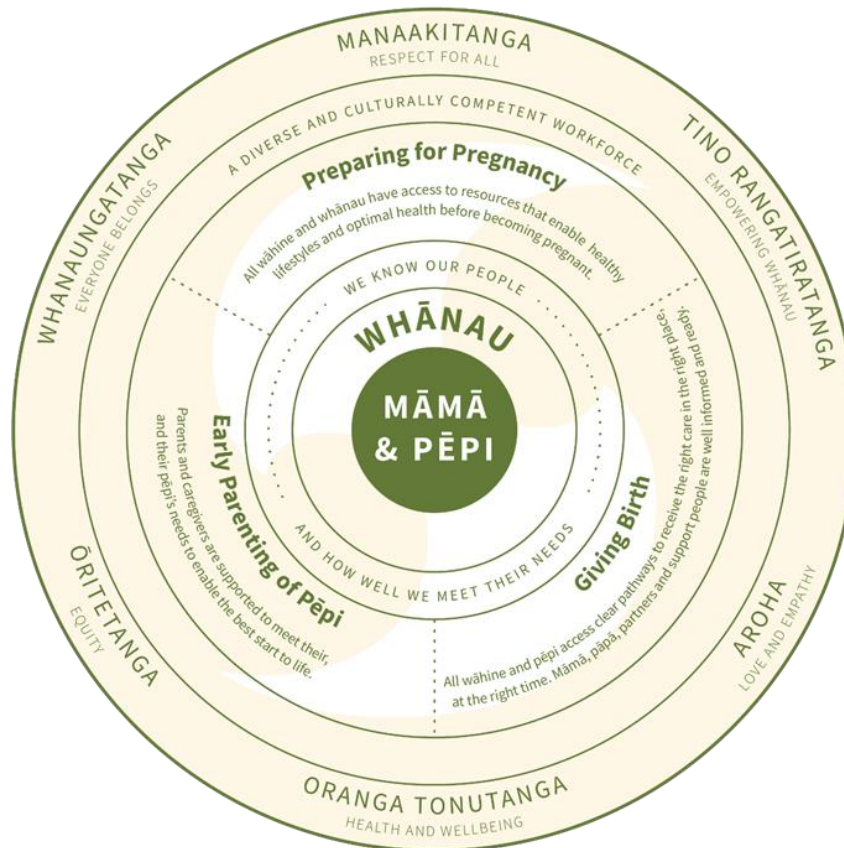 MANAAKITANGA
RESPECT FOR ALL
TINO RANGATIRATANGA
EMPOWERING WHĀNAU
AROHA
LOVE AND EMPATHY
ORANGA TONUTANGA
HEALTH AND WELLBEING
ŌRITETANGA
EQUITY
WHANAUNGATANGA
EVERYONE BELONGS
A DIVERSE AND CULTURALLY COMPETENT WORKFORCE
Preparing for Pregnancy
All wāhine and whānau have access to resources that enable healthy
lifestyles and optimal health before becoming pregnant.
Giving Birth
All wāhine and pēpi access clear pathways to receive the right care in the right place,
at the right time. Māmā, pāpā, partners and support people are well informed and ready.
Early Parenting of Pēpi
Parents and caregivers are supported to meet their,
and their pēpi's needs to enable the best start to life.
WE KNOW OUR PEOPLE
AND HOW WELL WE MEET THEIR NEEDS
WHĀNAU
MĀMĀ
& PĒPI